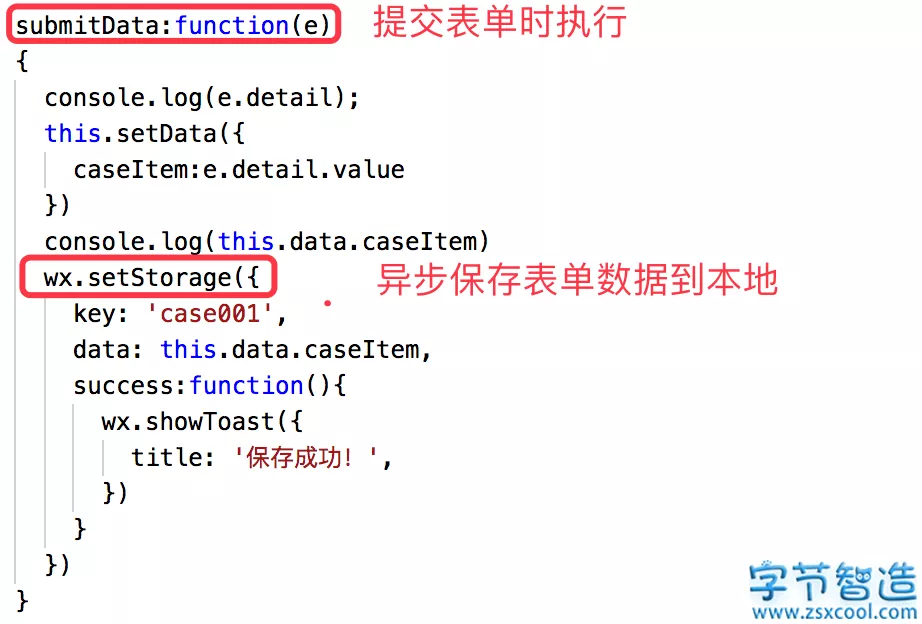 submitData:function(e) 提交表单时执行
{
console.log(e.detail);
this.setData({
caseItem:e.detail.value
})
console.log(this.data.caseItem)
wx.setStorage({ 异步保存表单数据到本地
key: 'case001',
data: this.data.caseItem,
success:function(){
wx.showToast({
title: '保存成功！',
})
}
})
}
字节智造
www.zsxcool.com